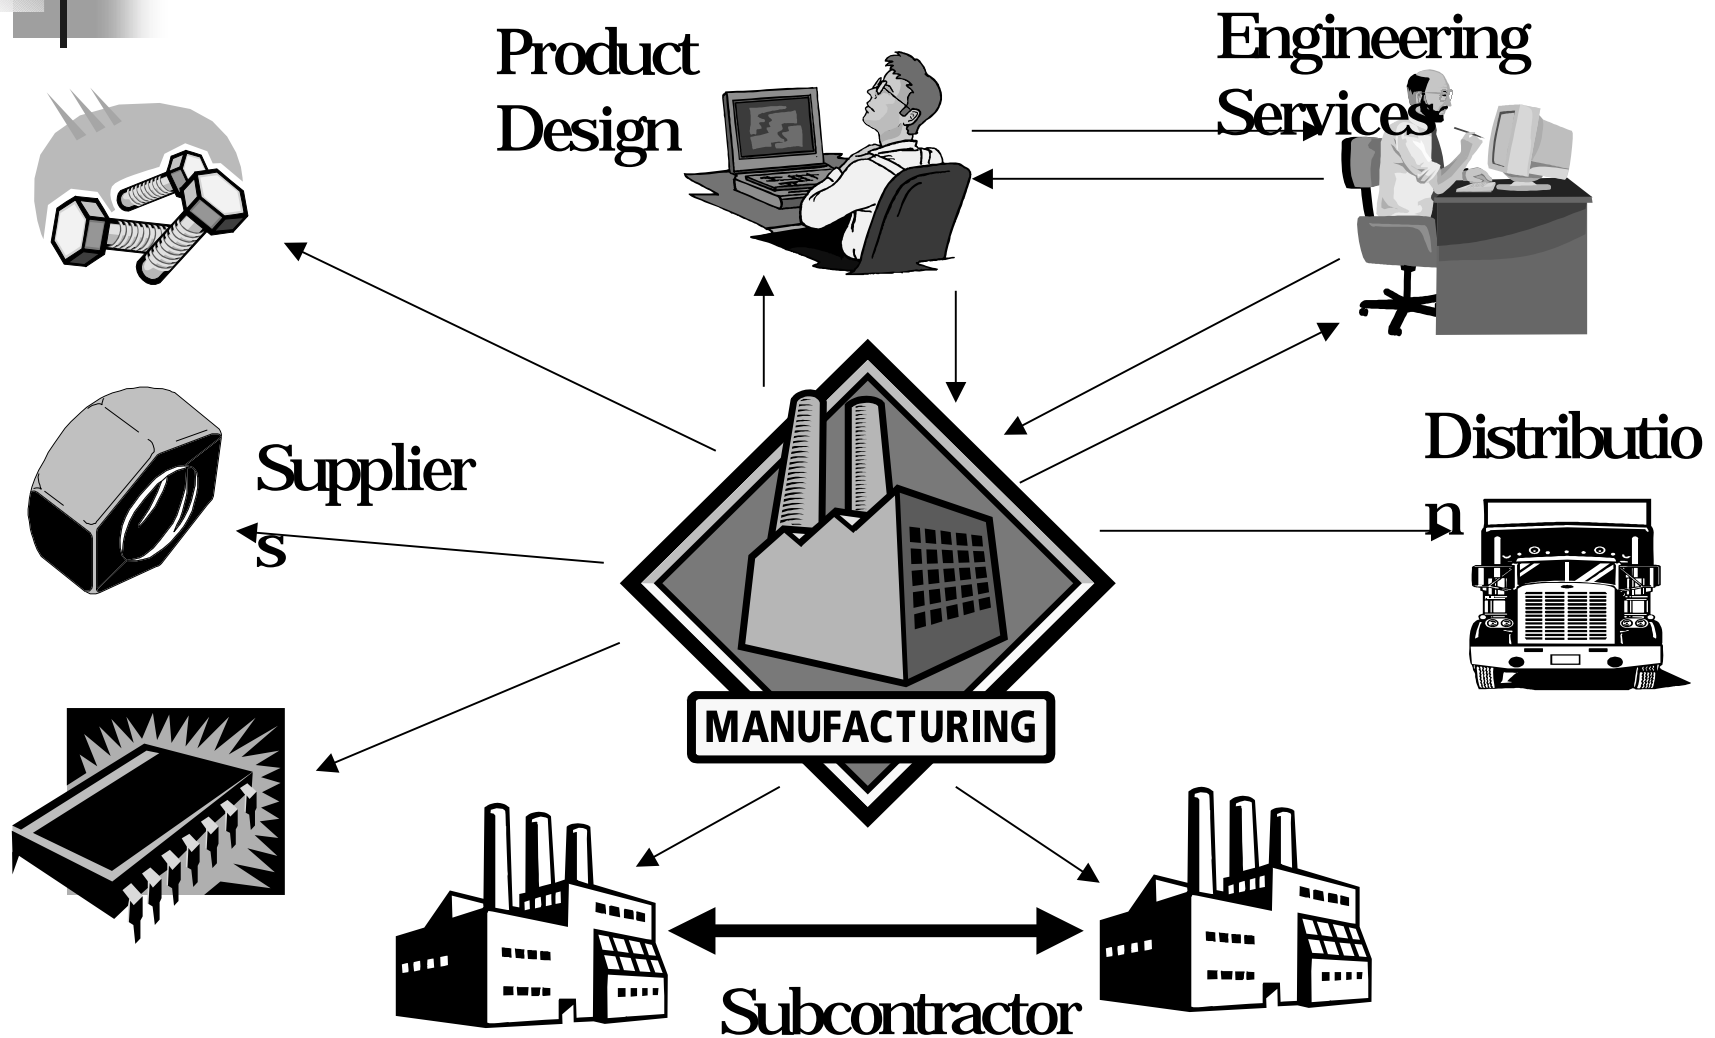 Product
Design
Engineering
Services
Supplier
s
Distributio
n
MANUFACTURING
Subcontractor